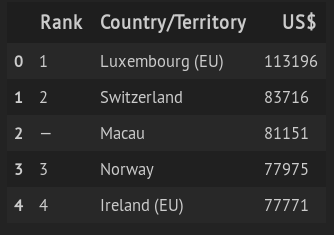 Rank Country/Territory US$
0 1 Luxembourg (EU) 113196
1 2 Switzerland 83716
2 — Macau 81151
3 3 Norway 77975
4 4 Ireland (EU) 77771